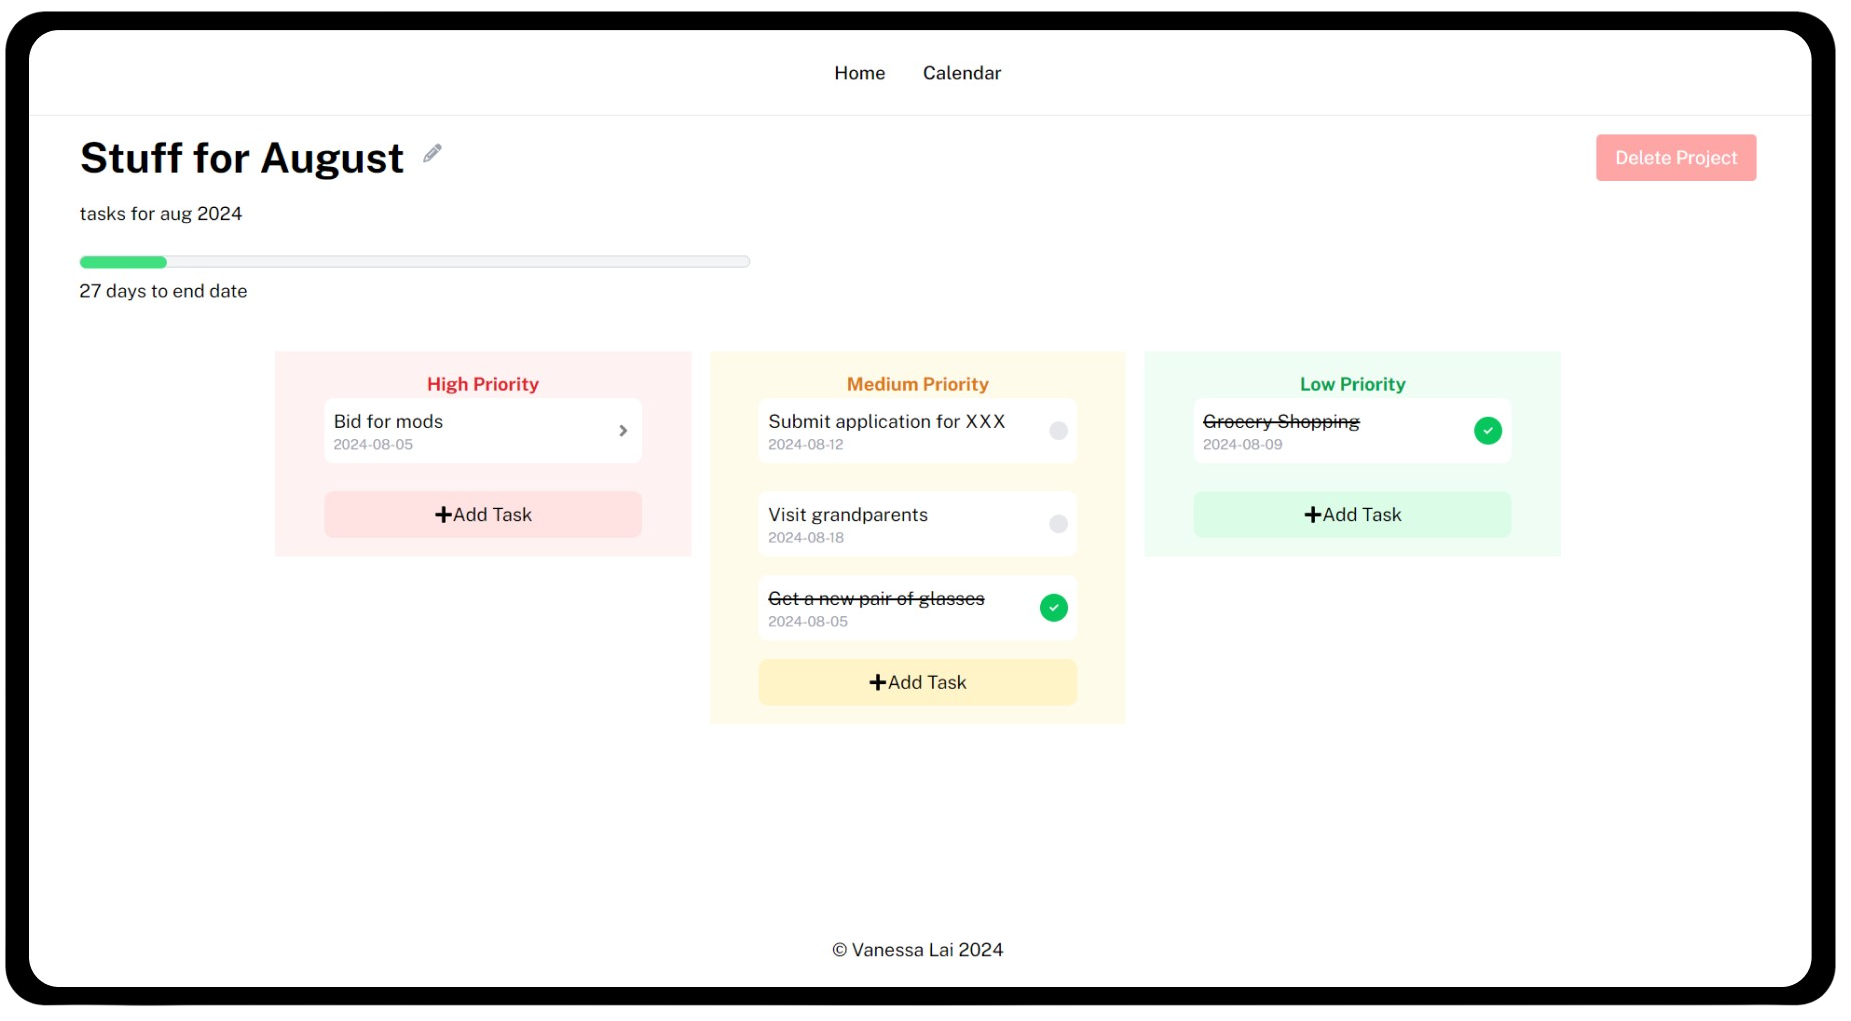 Home Calendar
Stuff for August
Delete Project
tasks for aug 2024
27 days to end date
High Priority
Bid for mods
2024-08-05
+Add Task
Medium Priority
Submit application for XXX
2024-08-12
Visit grandparents
2024-08-18
Get a new pair of glasses
2024-08-05
+Add Task
Low Priority
Grocery Shopping
2024-08-09
+Add Task
© Vanessa Lai 2024